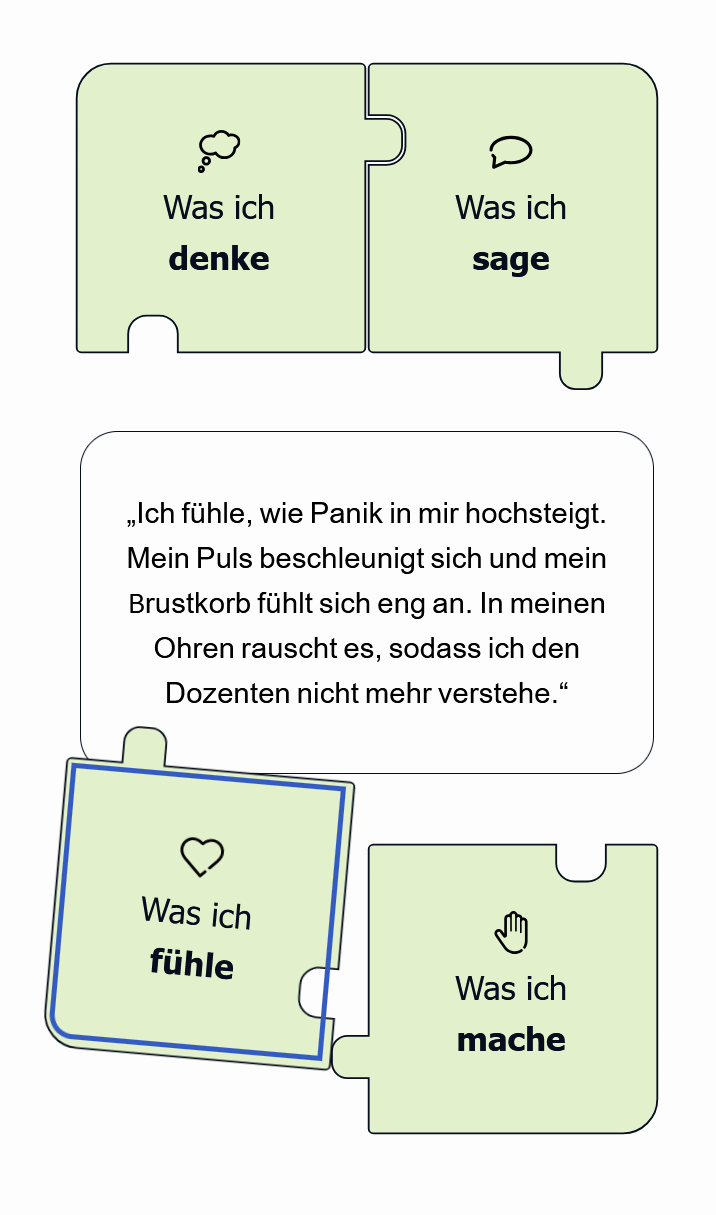 Was ich
denke
Was ich
sage
„Ich fühle, wie Panik in mir hochsteigt.
Mein Puls beschleunigt sich und mein
Brustkorb fühlt sich eng an. In meinen
Ohren rauscht es, sodass ich den
Dozenten nicht mehr verstehe.“
Was ich
fühle
Was ich
mache